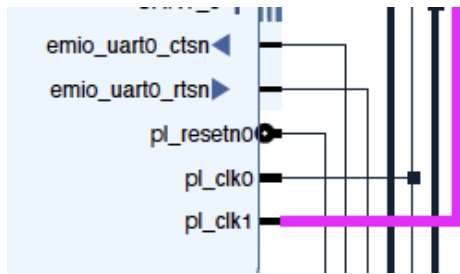 emio_uart0_ctsn
emio_uart0_rtsn
pl_resetn0
pl_clk0
pl_clk1